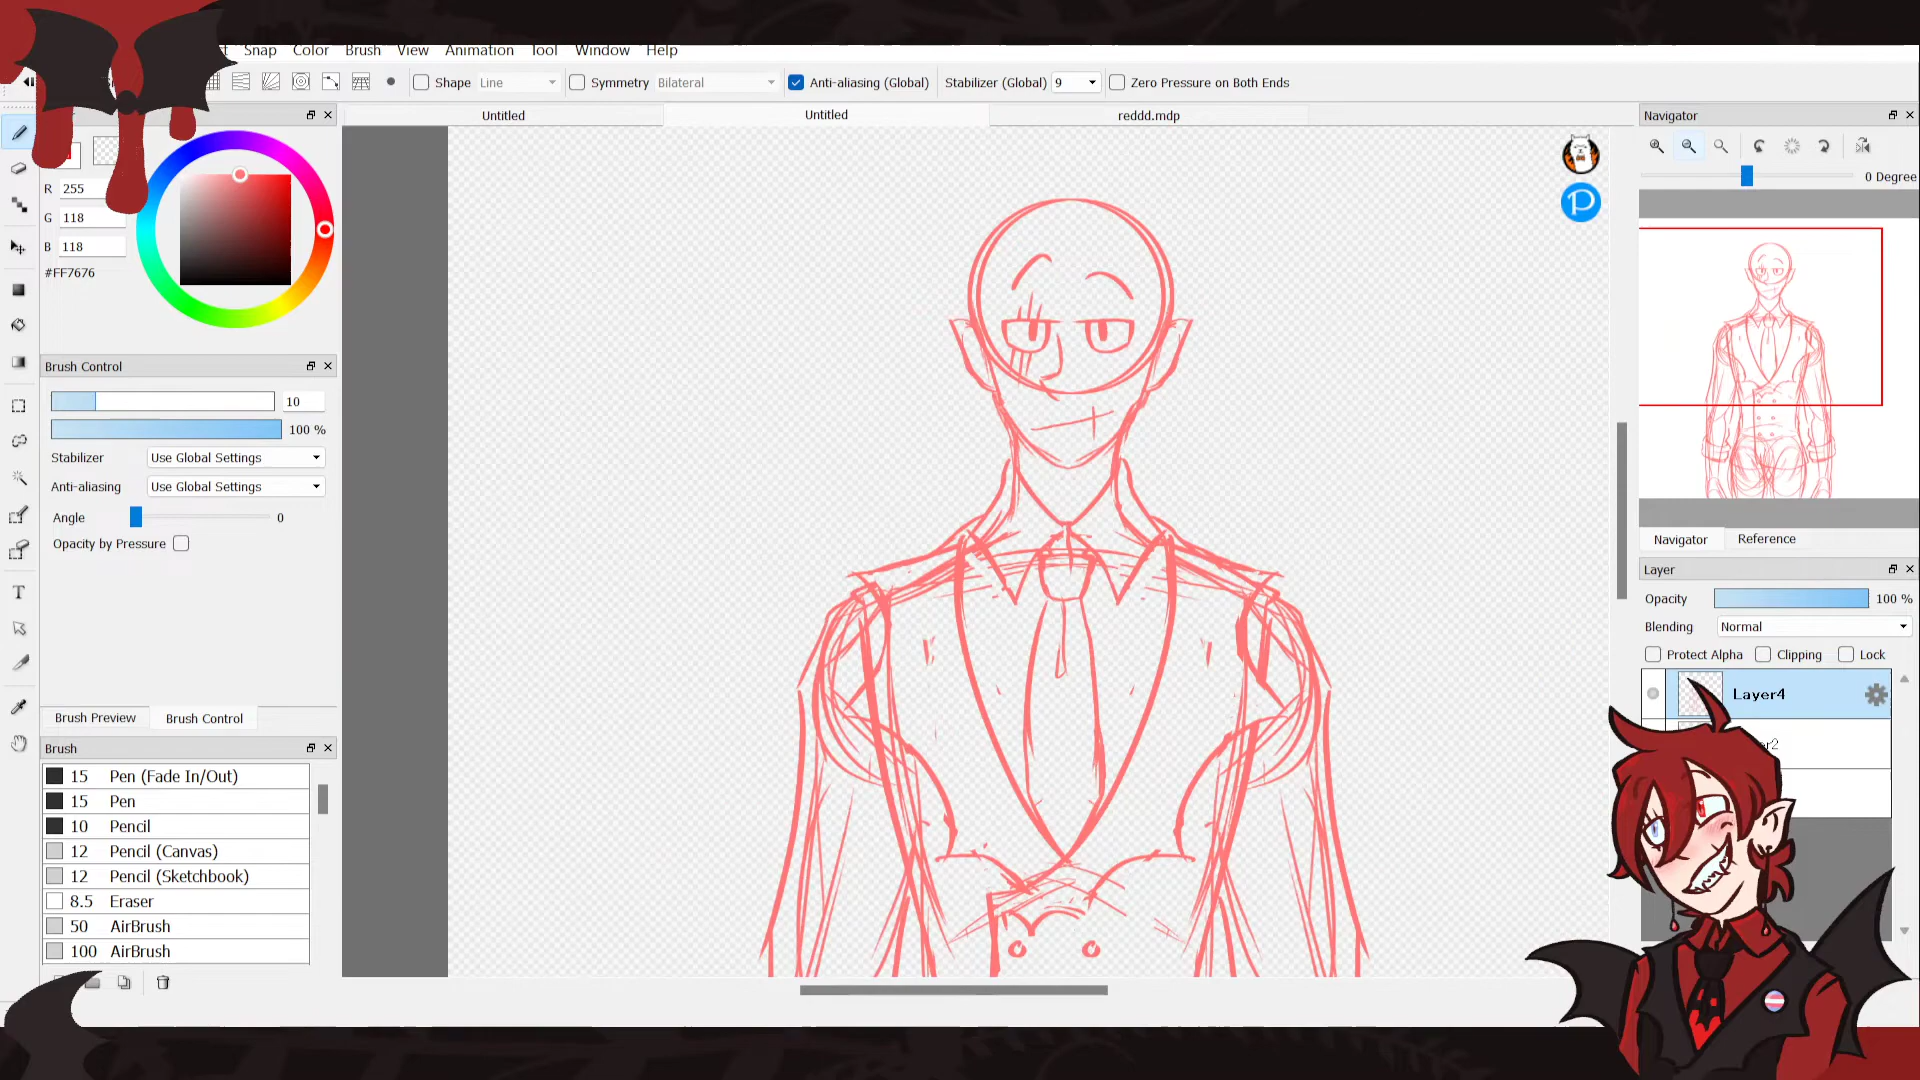 Snap Color Brush View Animation Tool Window Help
Shape Line Symmetry Bilateral Anti-aliasing (Global) Stabilizer (Global) 9 Zero Pressure on Both Ends
Untitled Untitled reddd.mdp
R 255
G 118
B 118
#FF7676
Brush Control
10
100 %
Stabilizer Use Global Settings
Anti-aliasing Use Global Settings
Angle 0
Opacity by Pressure
Brush Preview Brush Control
Brush
15 Pen (Fade In/Out)
15 Pen
10 Pencil
12 Pencil (Canvas)
12 Pencil (Sketchbook)
8.5 Eraser
50 AirBrush
100 AirBrush
T
P
Navigator
0 Degree
Navigator Reference
Layer
Opacity 100 %
Blending Normal
Protect Alpha Clipping Lock
Layer4